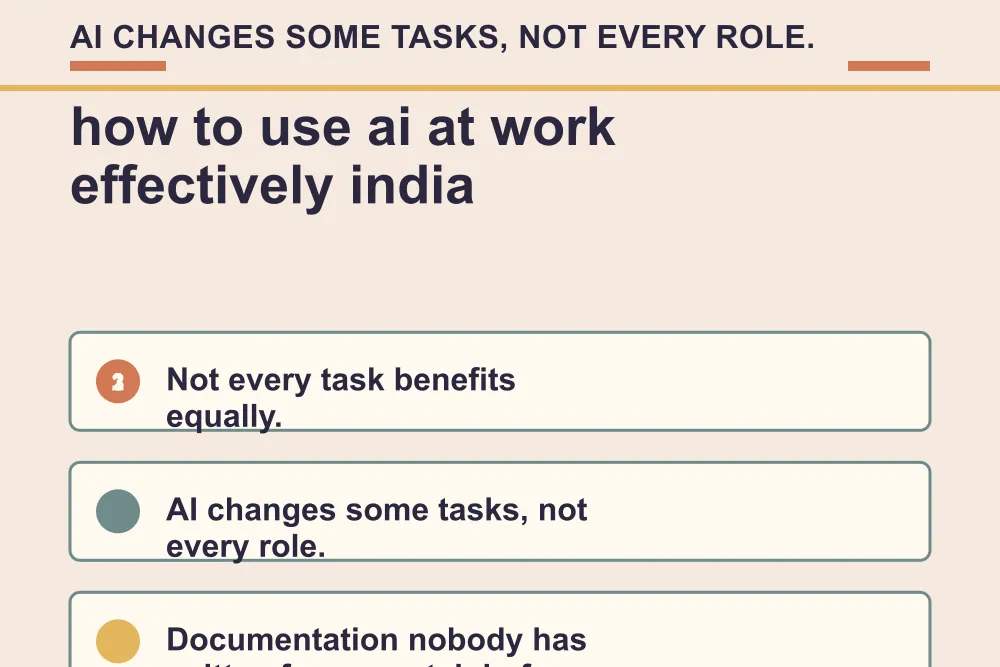 AI CHANGES SOME TASKS, NOT EVERY ROLE.
how to use ai at work
effectively india
Not every task benefits
equally.
AI changes some tasks, not
every role.
Documentation nobody has